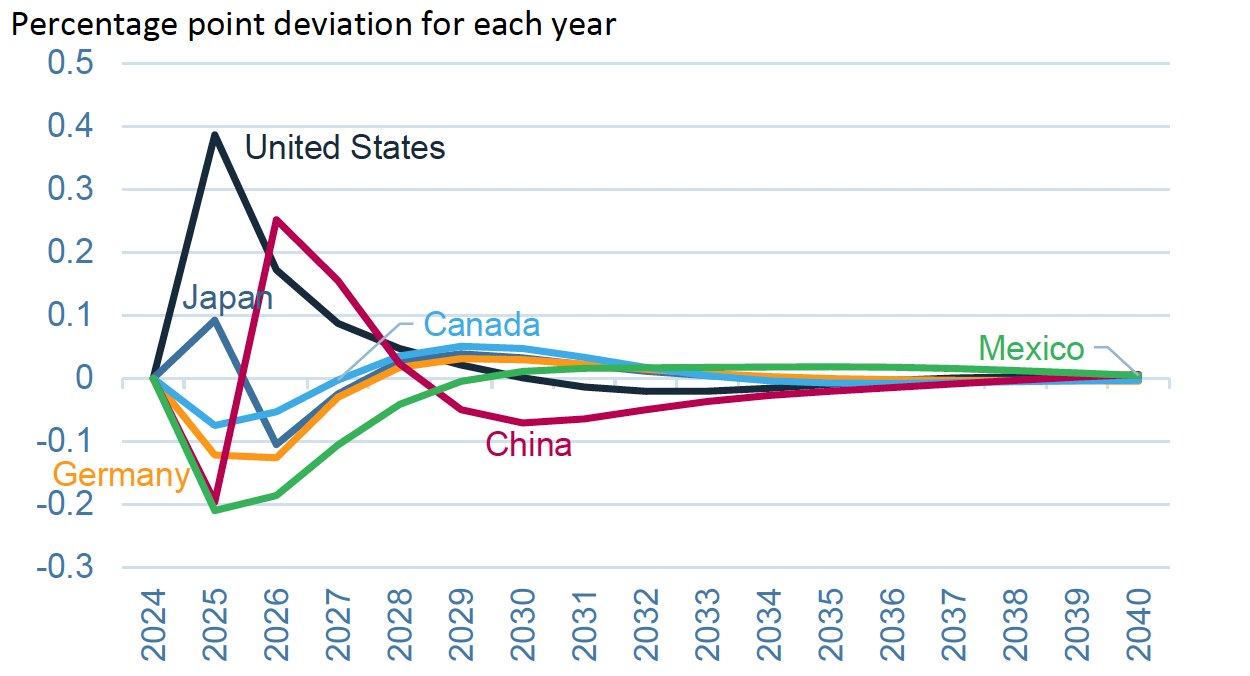 Percentage point deviation for each year
0.5
0.4
United States
0.3
0.2
Japan
0.1
Canada
Mexico
0
-0.1
China
Germany
-0.2
-0.3
2024 2025 2026 2027 2028 2029 2030 2031 2032 2033 2034 2035 2036 2037 2038 2039 2040